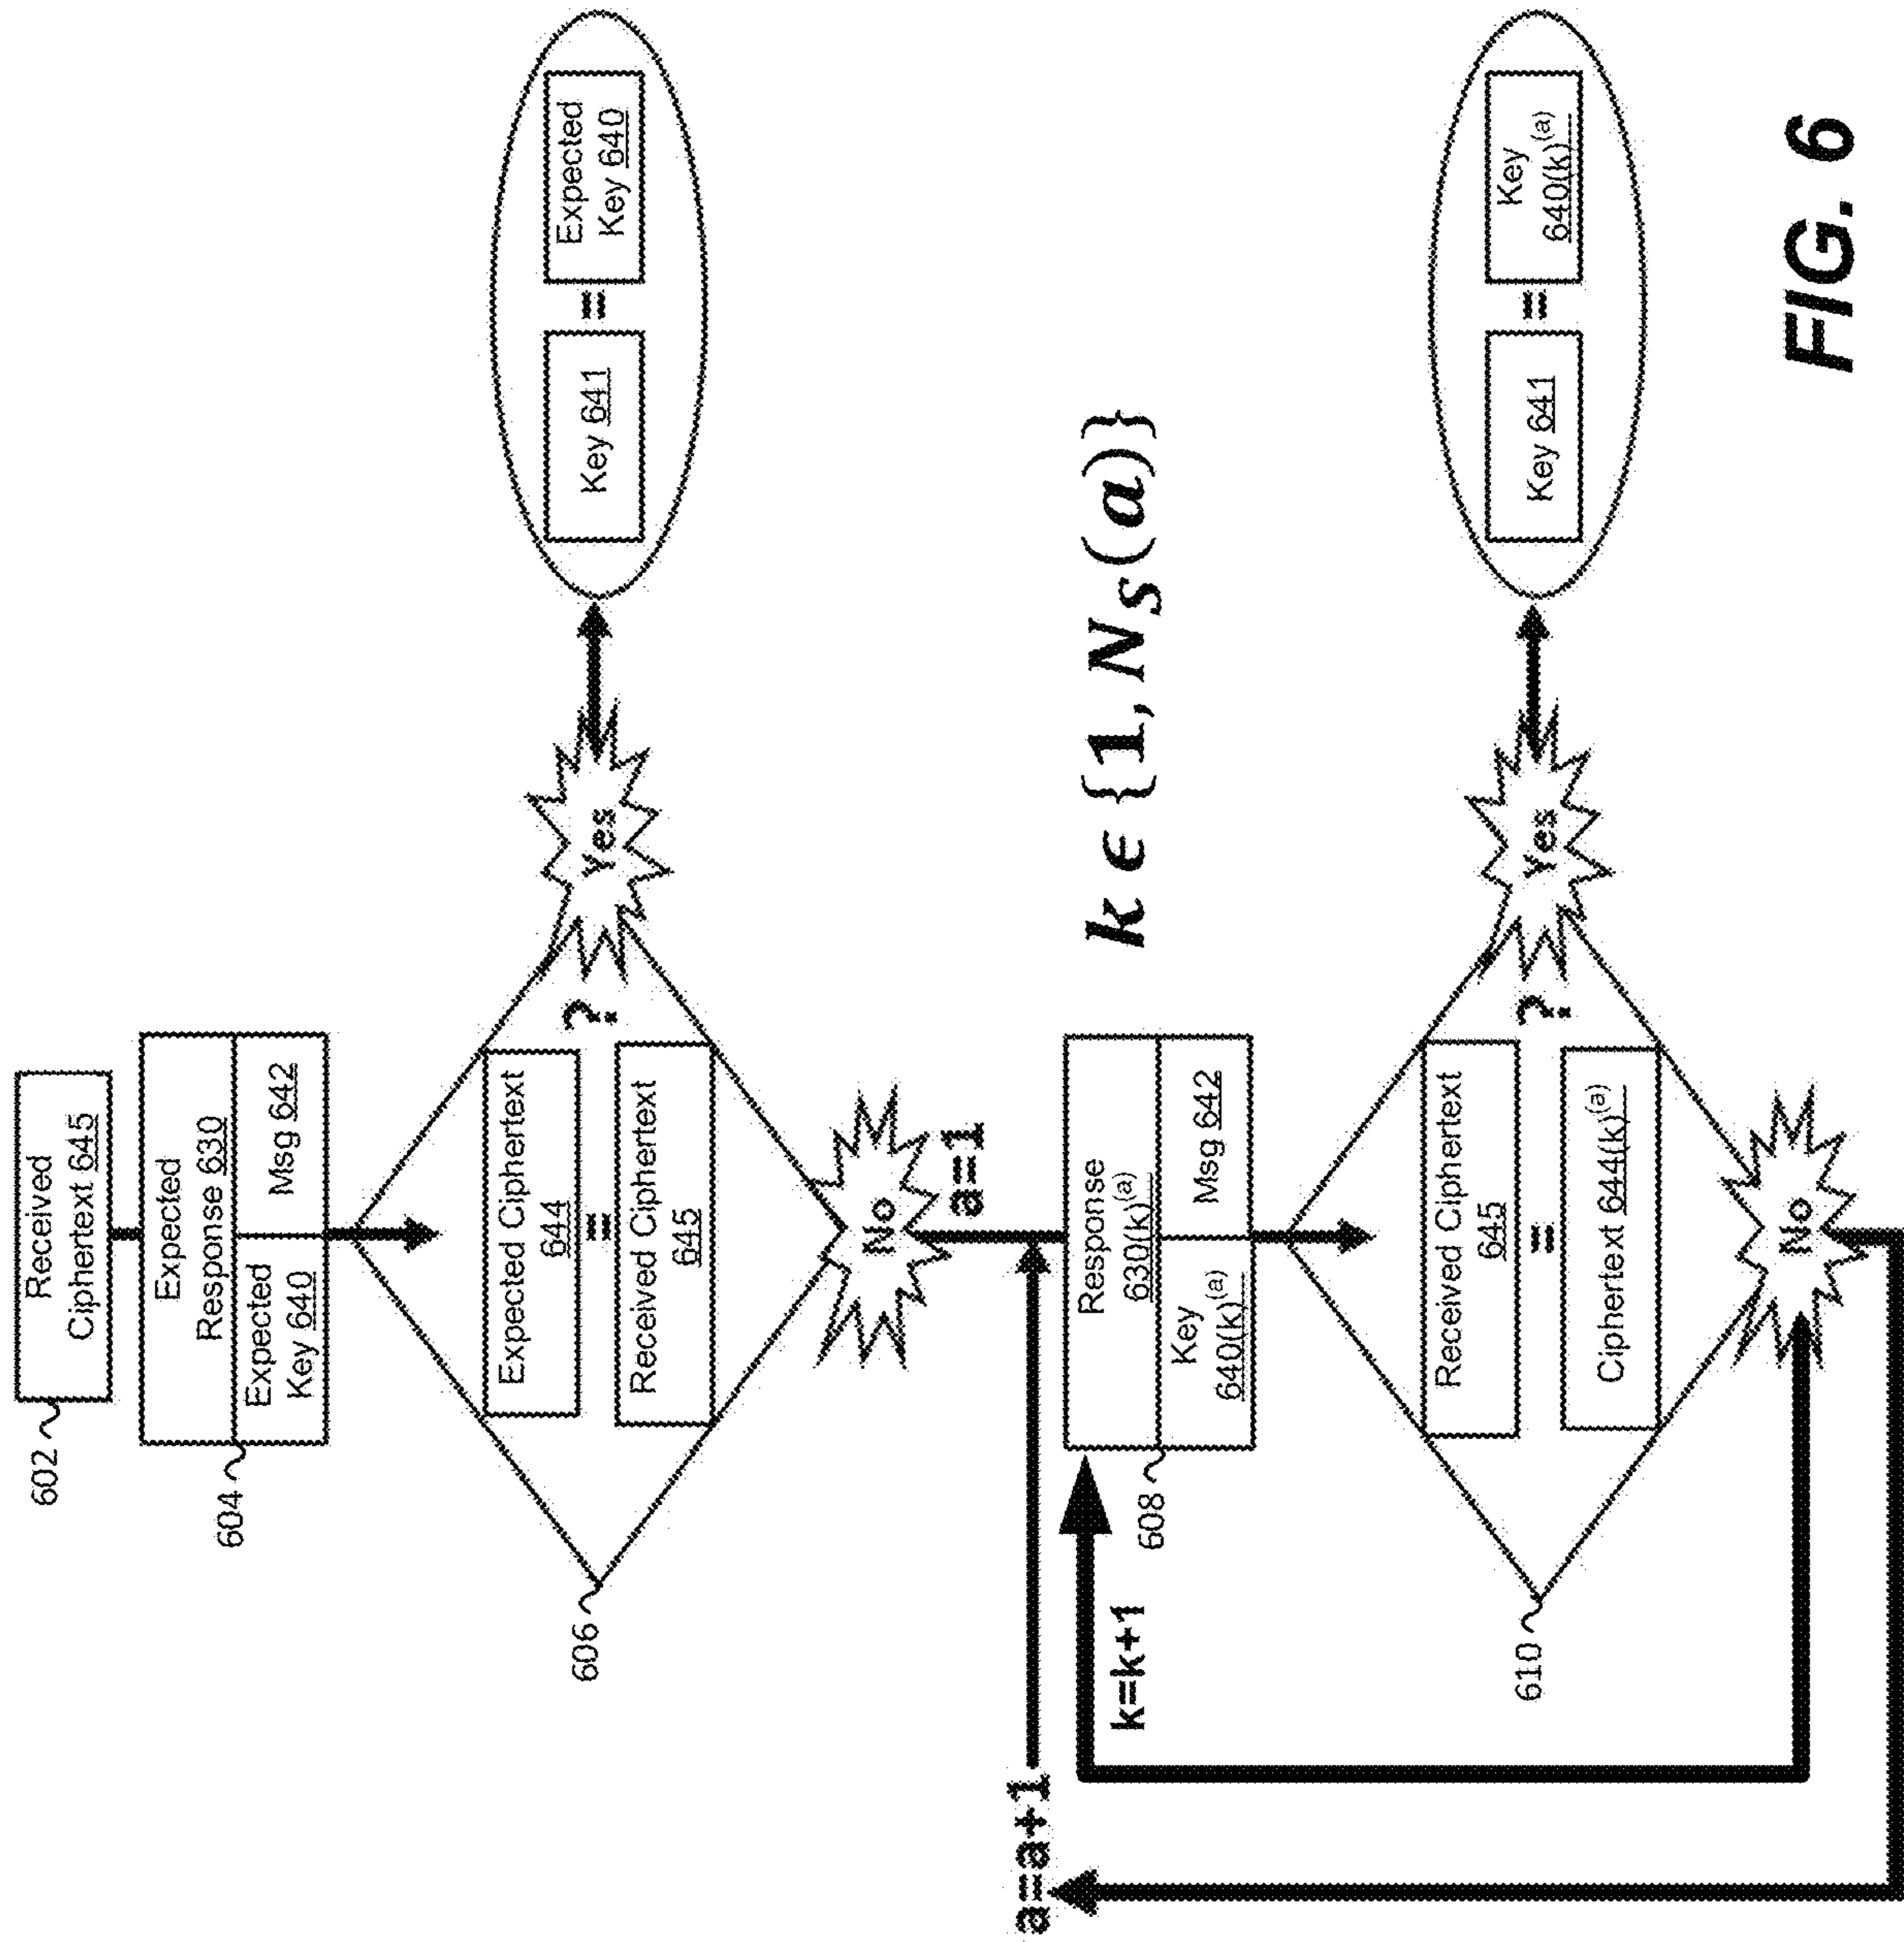 602
Received
Ciphertext 645
604
Expected
Response 630
Expected
Key 640
Msg 642
606
Expected Ciphertext
644
=
Received Ciphertext
645
?
Yes
Key 641
=
Expected
Key 640
No
a=1
a=a+1
k=k+1
k ϵ {1, N_S(a)}
608
Response
630(k)^(a)
Key
640(k)^(a)
Msg 642
610
Received Ciphertext
645
=
Ciphertext 644(k)^(a)
?
Yes
Key 641
=
Key
640(k)^(a)
No
FIG. 6